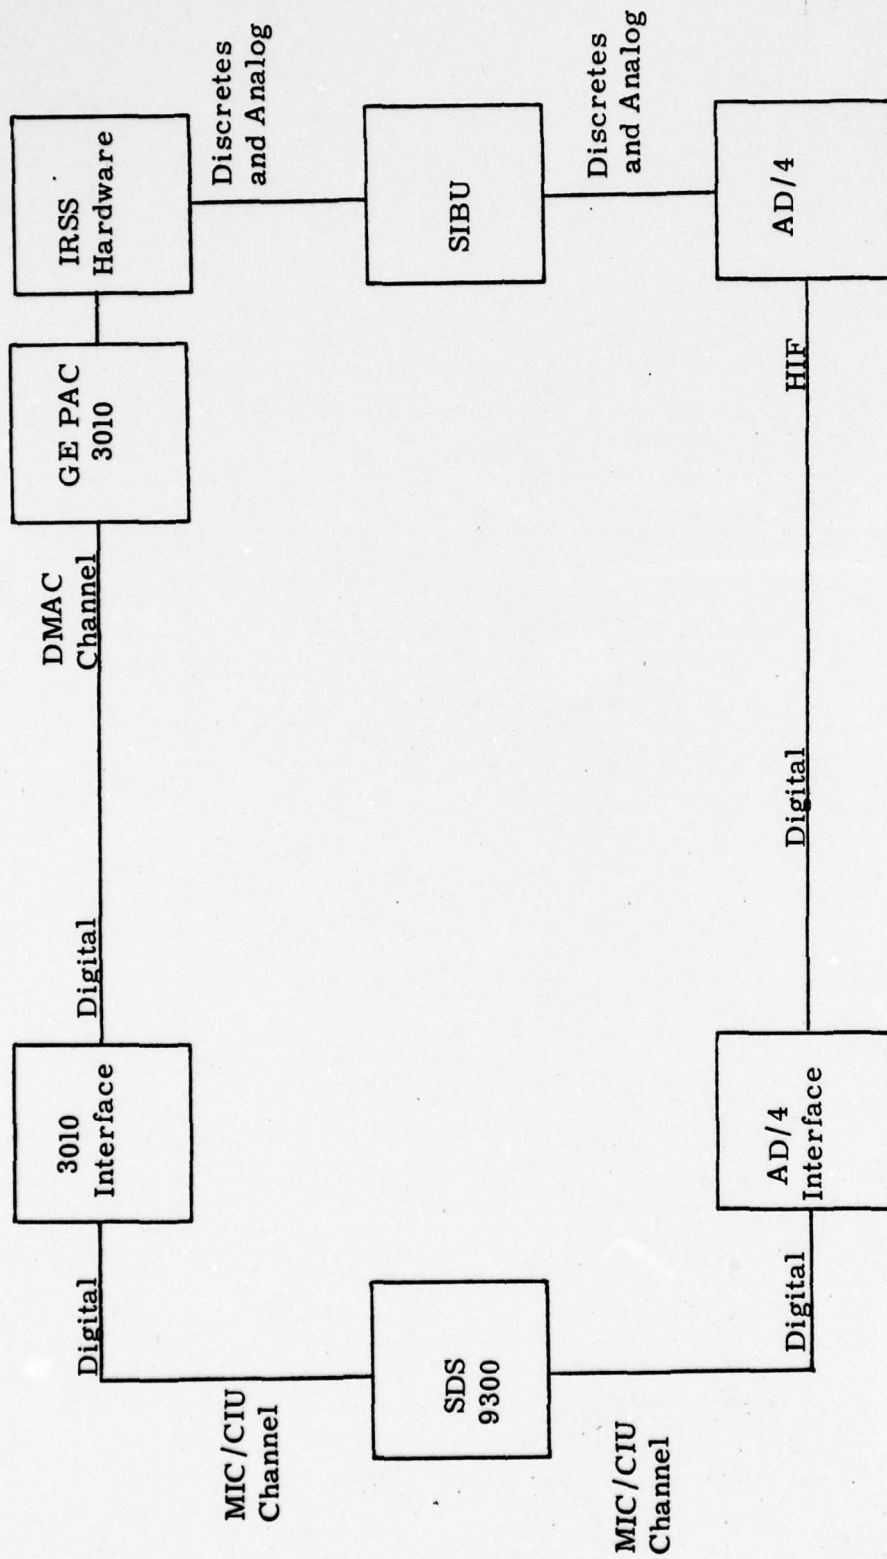 Digital
3010
Interface
Digital
DMAC
Channel
GE PAC
3010
IRSS
Hardware
MIC/CIU
Channel
Discretes
and Analog
SDS
9300
SIBU
MIC/CIU
Channel
Discretes
and Analog
Digital
AD/4
Interface
Digital
HIF
AD/4